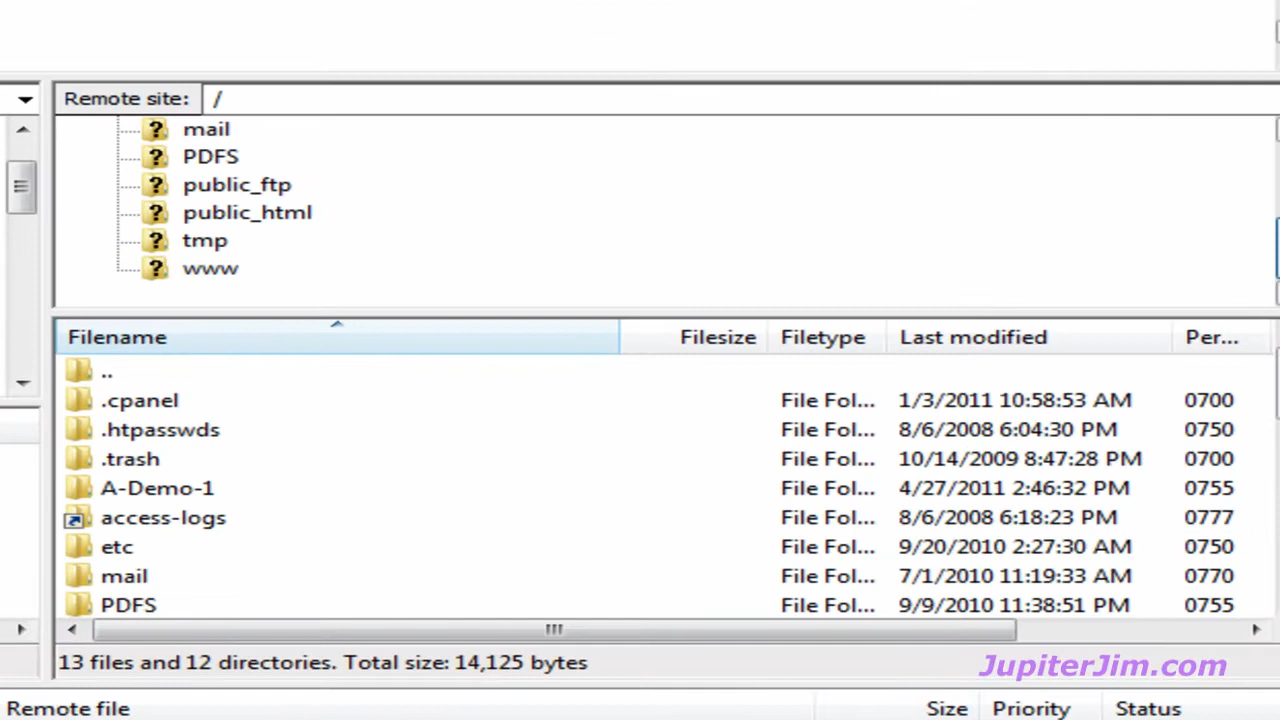 Remote site: /
mail
PDFS
public_ftp
public_html
tmp
www
Filename Filesize Filetype Last modified Per...
..
.cpanel File Fol... 1/3/2011 10:58:53 AM 0700
.htpasswds File Fol... 8/6/2008 6:04:30 PM 0750
.trash File Fol... 10/14/2009 8:47:28 PM 0700
A-Demo-1 File Fol... 4/27/2011 2:46:32 PM 0755
access-logs File Fol... 8/6/2008 6:18:23 PM 0777
etc File Fol... 9/20/2010 2:27:30 AM 0750
mail File Fol... 7/1/2010 11:19:33 AM 0770
PDFS File Fol... 9/9/2010 11:38:51 PM 0755
13 files and 12 directories. Total size: 14,125 bytes
JupiterJim.com
Remote file Size Priority Status